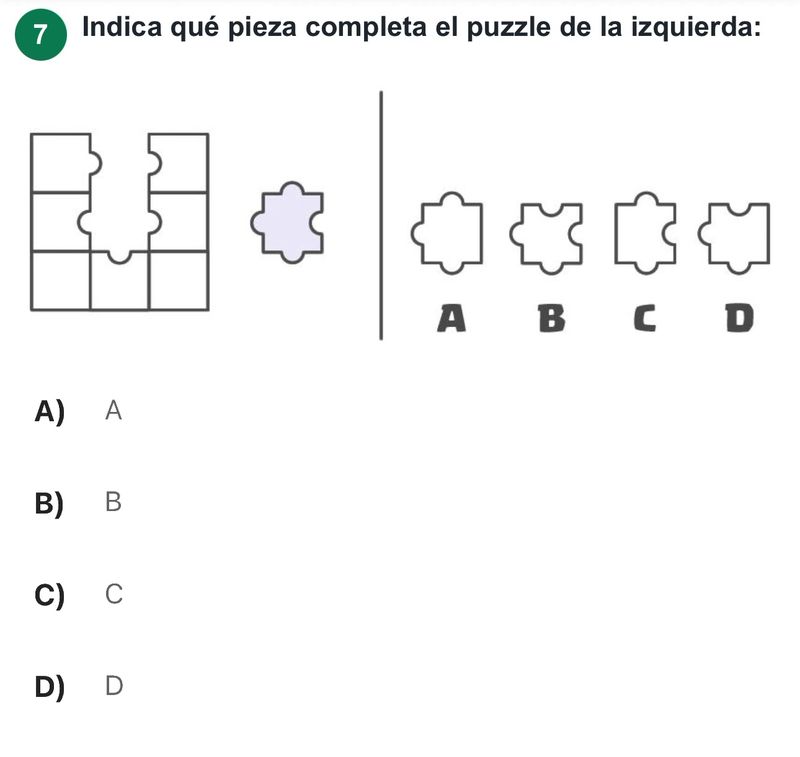 7 Indica qué pieza completa el puzzle de la izquierda:
A B C D
A) A
B) B
C) C
D) D